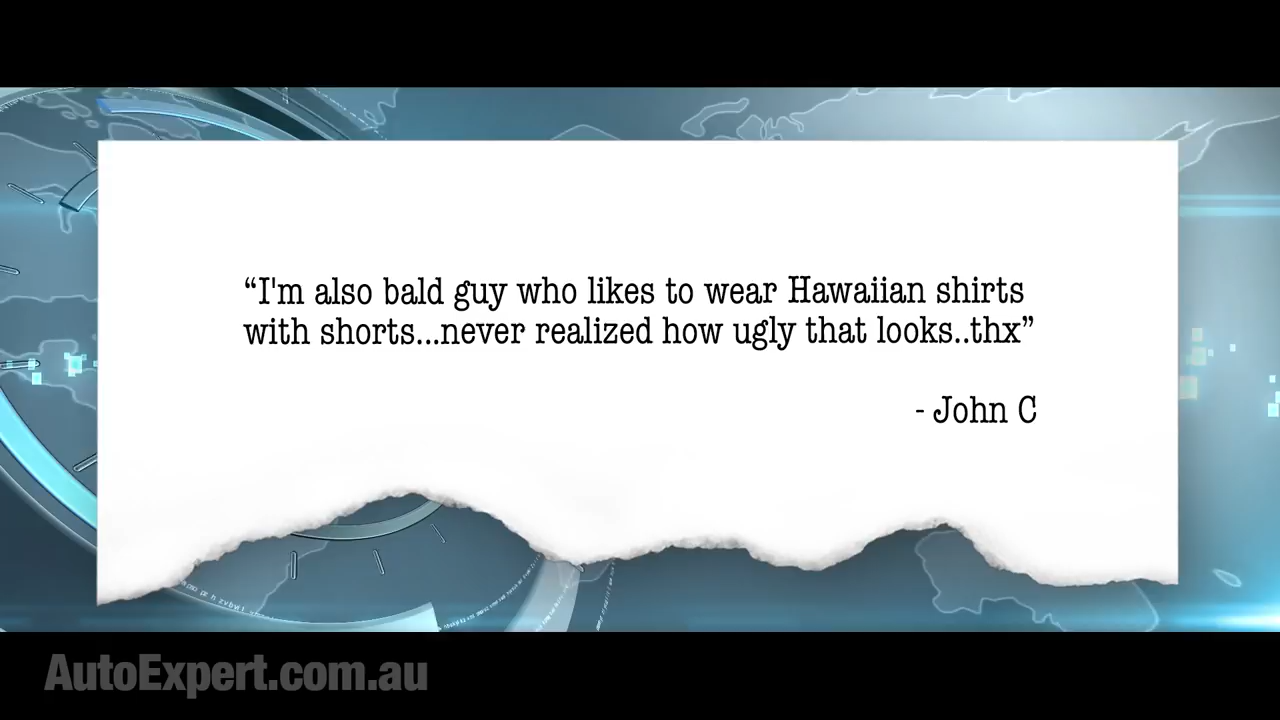 “I'm also bald guy who likes to wear Hawaiian shirts
with shorts...never realized how ugly that looks..thx”
- John C
AutoExpert.com.au